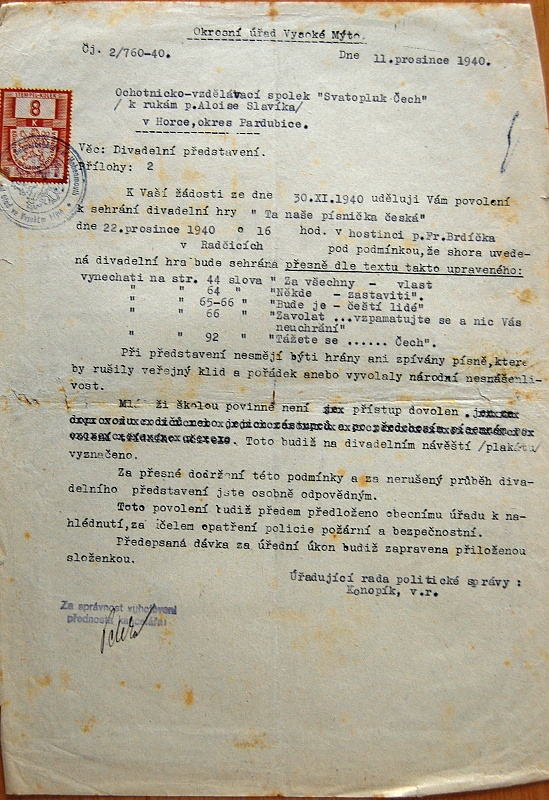 Okresní úřad Vysoké Mýto.
Čj. 2/760-40.
Dne 11.prosince 1940.
STEMPEL-KOLEK
8
K
Ochotnicko-vzdělávací spolek "Svatopluk Čech"
/ k rukám p.Aloise Slavíka/
v Horce, okres Pardubice.
Věc: Divadelní představení.
Přílohy: 2
K Vaší žádosti ze dne 30.XI.1940 uděluji Vám povolení
k sehrání divadelní hry " Ta naše písnička česká"
dne 22.prosince 1940 o 16 hod. v hostinci p.Fr.Brdíčka
v Radčicích pod podmínkou,že shora uvede-
ná divadelní hra bude sehrána přesně dle textu takto upraveného:
vynechati na str. 44 slova " Za všechny - vlast
" " 64 " "Někde - zastaviti".
" " 65-66 " "Bude je - čeští lidé"
" " 66 " "Zavolat ...vzpamatujte se a nic Vás
neuchrání"
" " 92 " "Tážete se ...... Čech".
Při představení nesmějí býti hrány ani zpívány písně,které
by rušily veřejný klid a pořádek anebo vyvolaly národní nesnášenli-
vost.
Mládeži školou povinné není přístup dovolen.
Toto budiž na divadelním návěští /plakátu/
vyznačeno.
Za přesné dodržení této podmínky a za nerušený průběh diva-
delního představení jste osobně odpovědným.
Toto povolení budiž předem předloženo obecnímu úřadu k na-
hlédnutí,za účelem opatření policie požární a bezpečnostní.
Předepsaná dávka za úřední úkon budiž zapravena přiloženou
složenkou.
Úřadující rada politické správy :
Konopík, v.r.
Za správnost vyhotovení
přednosta kanceláře: